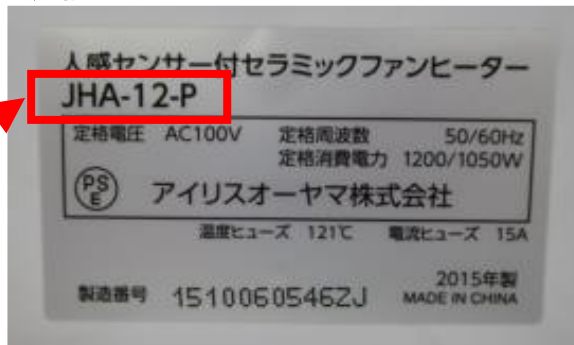 人感センサー付セラミックファンヒーター
JHA-12-P
定格電圧 AC100V 定格周波数 50/60Hz
定格消費電力 1200/1050W
PS
E
アイリスオーヤマ株式会社
温度ヒューズ 121℃ 電流ヒューズ 15A
2015年製
製造番号 1510060546ZJ MADE IN CHINA